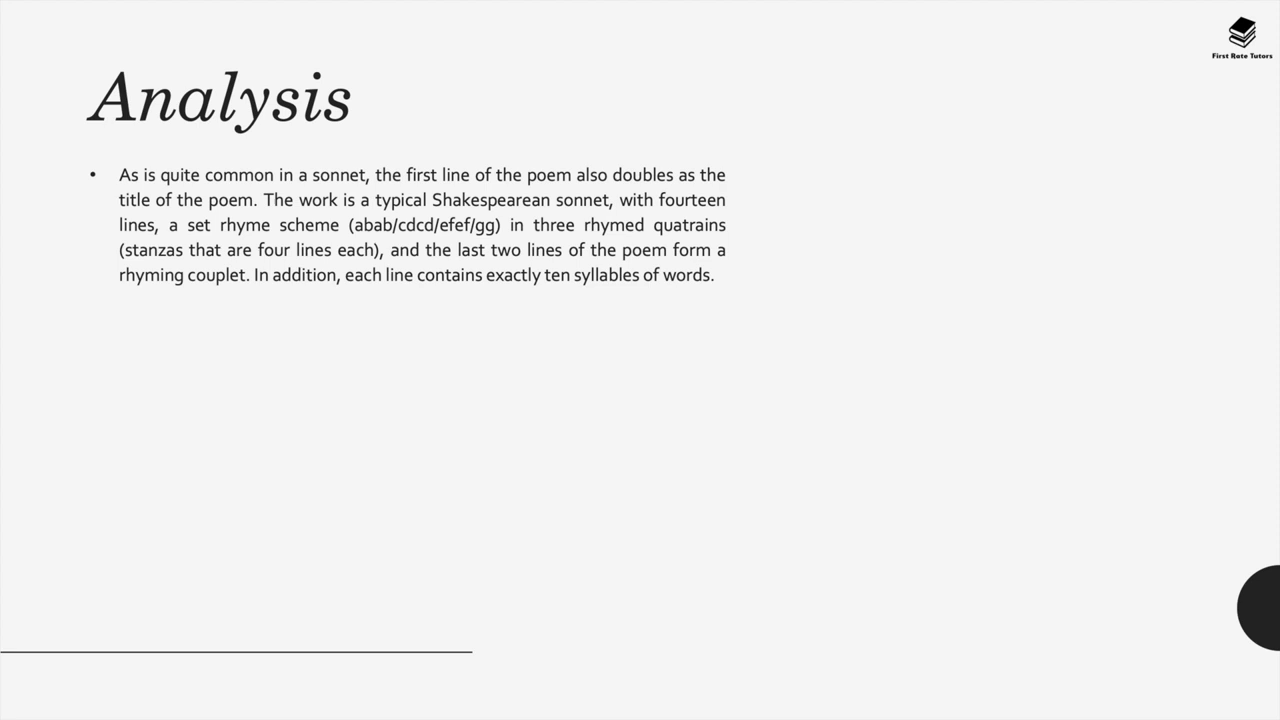 First Rate Tutors
Analysis
• As is quite common in a sonnet, the first line of the poem also doubles as the
title of the poem. The work is a typical Shakespearean sonnet, with fourteen
lines, a set rhyme scheme (abab/cdcd/efef/gg) in three rhymed quatrains
(stanzas that are four lines each), and the last two lines of the poem form a
rhyming couplet. In addition, each line contains exactly ten syllables of words.